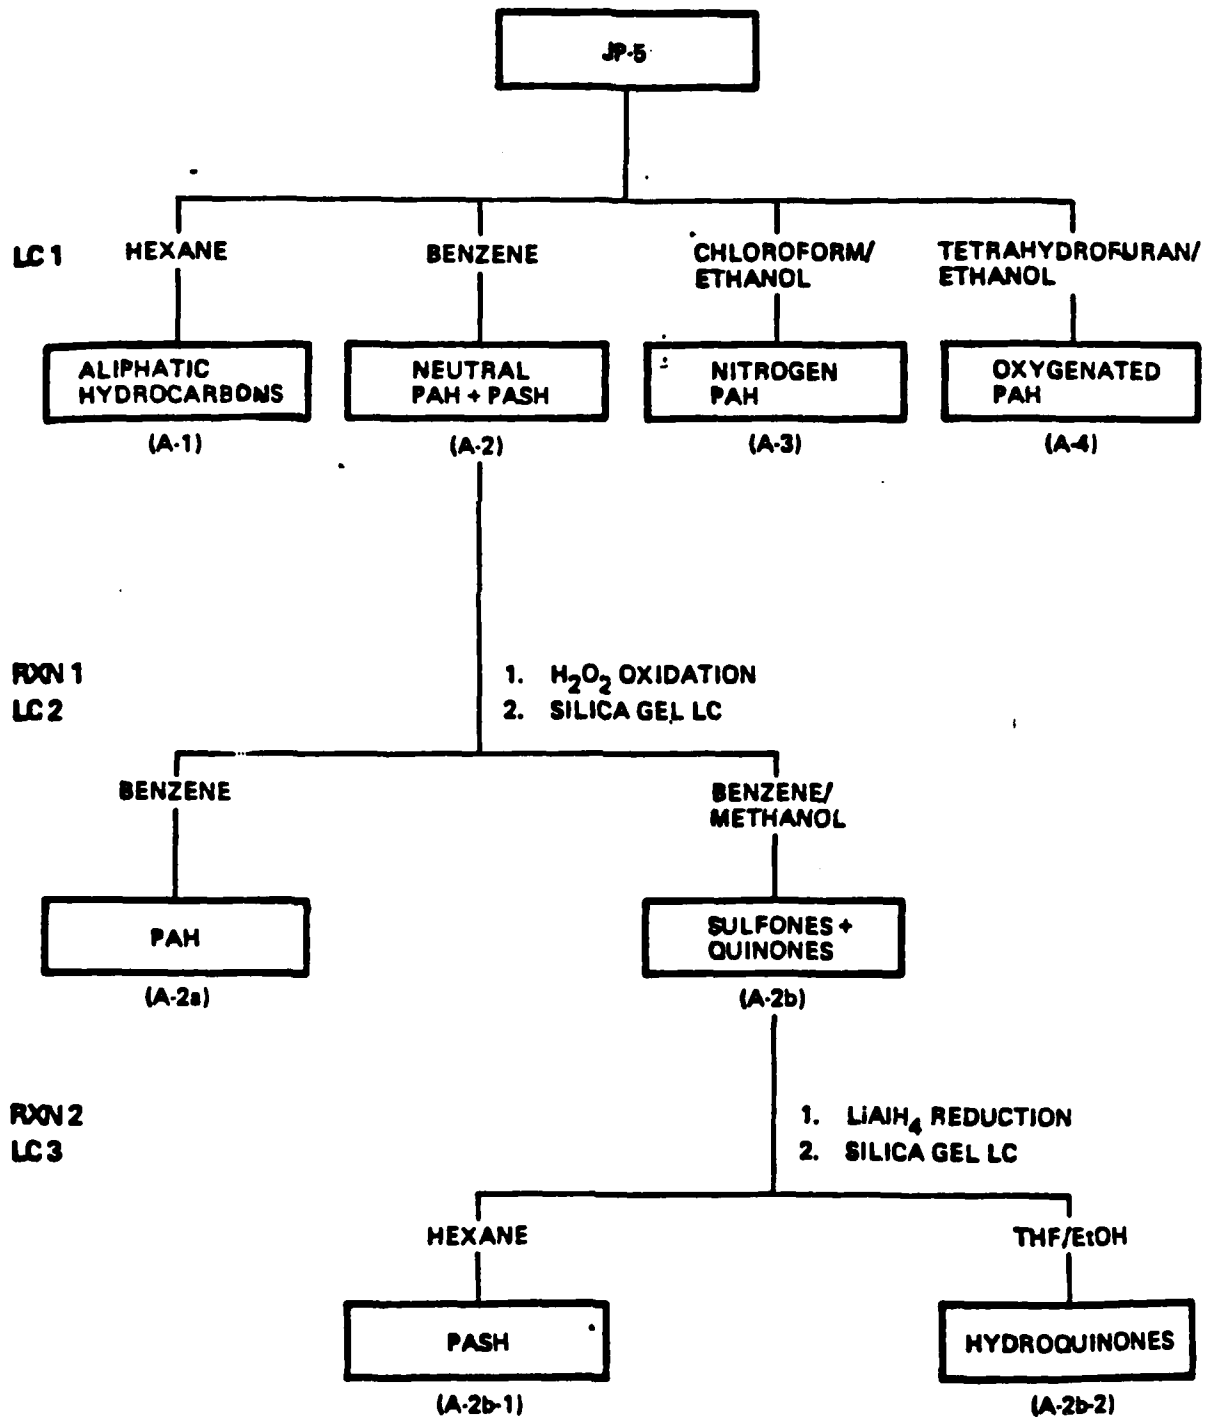 JP-5
LC 1
HEXANE
BENZENE
CHLOROFORM/
ETHANOL
TETRAHYDROFURAN/
ETHANOL
ALIPHATIC
HYDROCARBONS
NEUTRAL
PAH + PASH
NITROGEN
PAH
OXYGENATED
PAH
(A-1)
(A-2)
(A-3)
(A-4)
RXN 1
LC 2
1. H₂O₂ OXIDATION
2. SILICA GEL LC
BENZENE
BENZENE/
METHANOL
PAH
SULFONES +
QUINONES
(A-2a)
(A-2b)
RXN 2
LC 3
1. LiAlH₄ REDUCTION
2. SILICA GEL LC
HEXANE
THF/EtOH
PASH
HYDROQUINONES
(A-2b-1)
(A-2b-2)